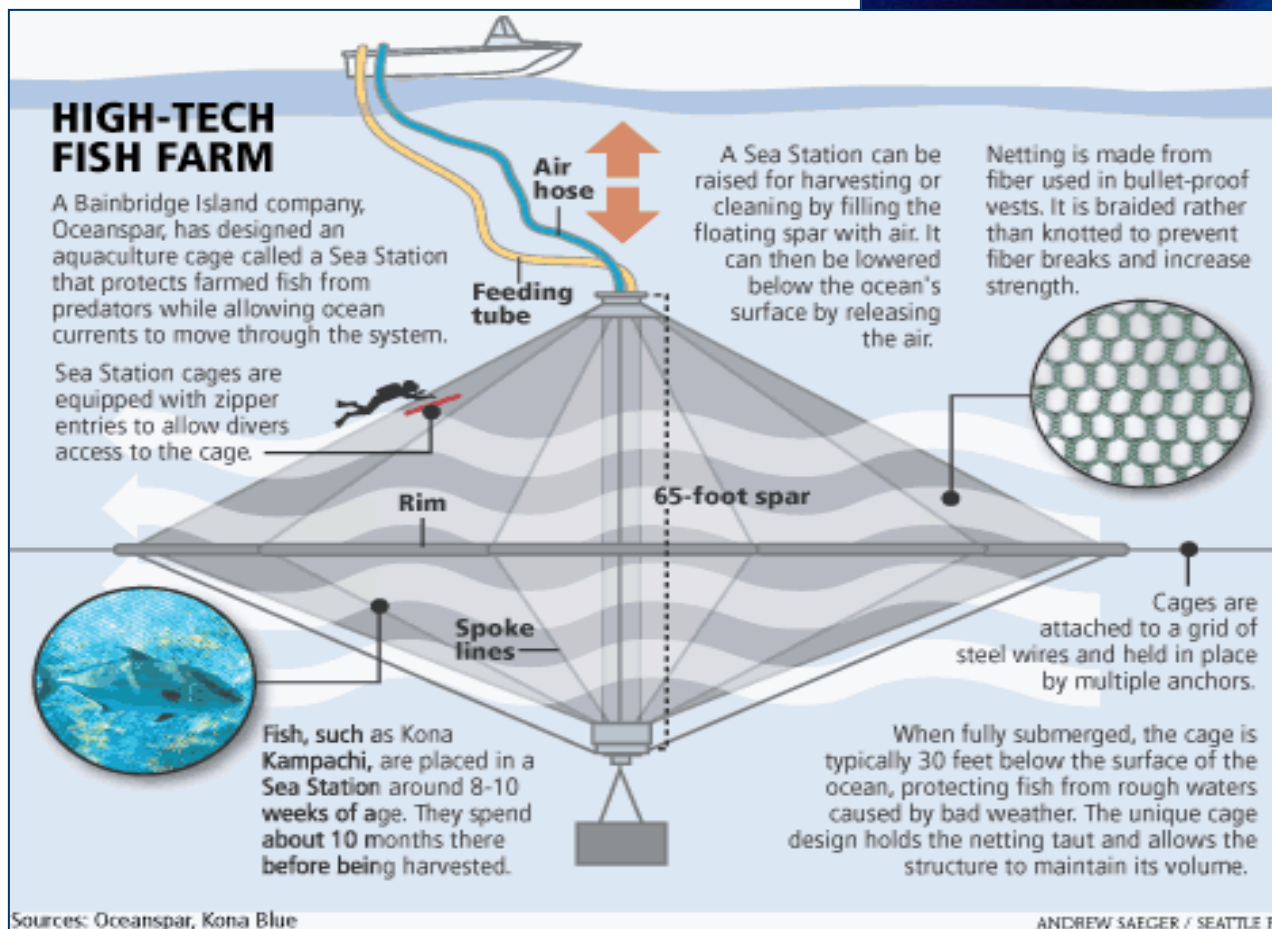 HIGH-TECH
FISH FARM
A Bainbridge Island company,
Oceanspar, has designed an
aquaculture cage called a Sea Station
that protects farmed fish from
predators while allowing ocean
currents to move through the system.
Sea Station cages are
equipped with zipper
entries to allow divers
access to the cage.
Air
hose
Feeding
tube
A Sea Station can be
raised for harvesting or
cleaning by filling the
floating spar with air. It
can then be lowered
below the ocean's
surface by releasing
the air.
Netting is made from
fiber used in bullet-proof
vests. It is braided rather
than knotted to prevent
fiber breaks and increase
strength.
Rim
65-foot spar
Spoke
lines
Cages are
attached to a grid of
steel wires and held in place
by multiple anchors.
Fish, such as Kona
Kampachi, are placed in a
Sea Station around 8-10
weeks of age. They spend
about 10 months there
before being harvested.
When fully submerged, the cage is
typically 30 feet below the surface of the
ocean, protecting fish from rough waters
caused by bad weather. The unique cage
design holds the netting taut and allows the
structure to maintain its volume.
Sources: Oceanspar, Kona Blue
ANDREW SAEGER / SEATTLE